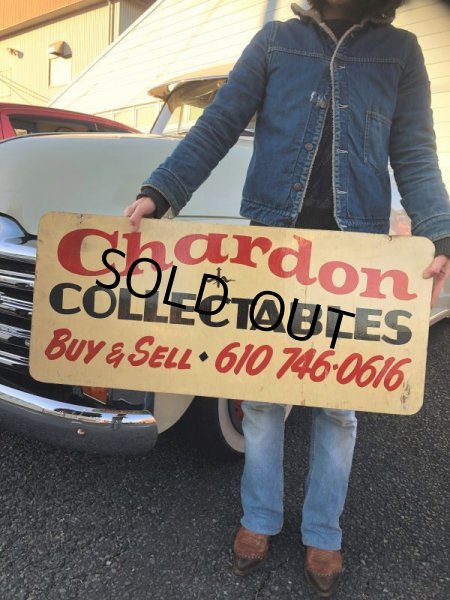 Chardon
COLLECTABLES
BUY & SELL • 610 746-0616
SOLD OUT